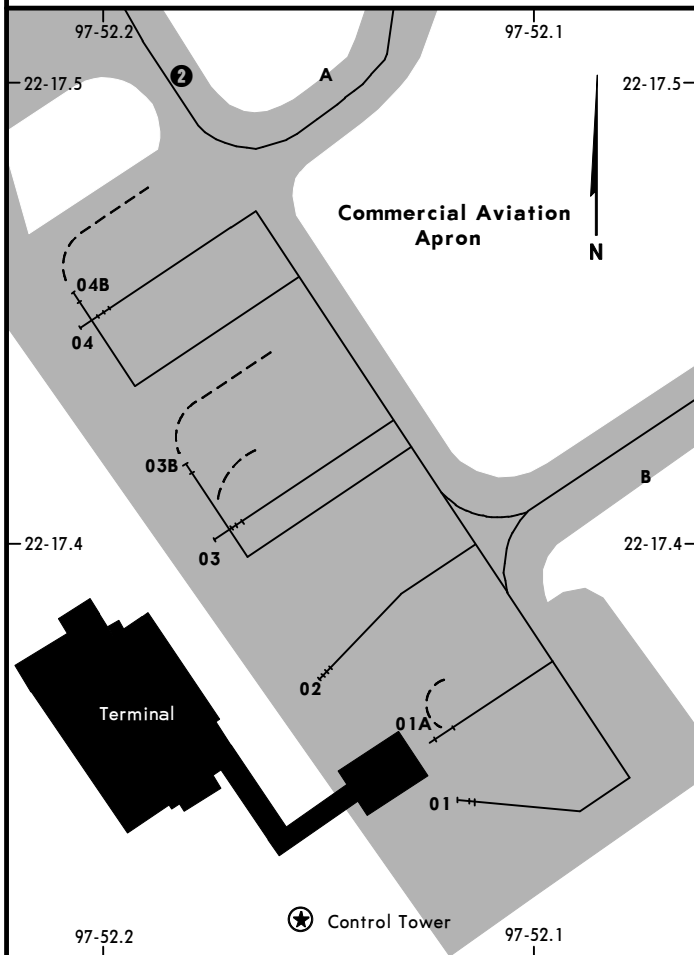 97-52.2
97-52.1
2
A
22-17.5
22-17.5
Commercial Aviation
Apron
N
04B
04
03B
B
03
22-17.4
22-17.4
02
Terminal
01A
01
Control Tower
97-52.2
97-52.1